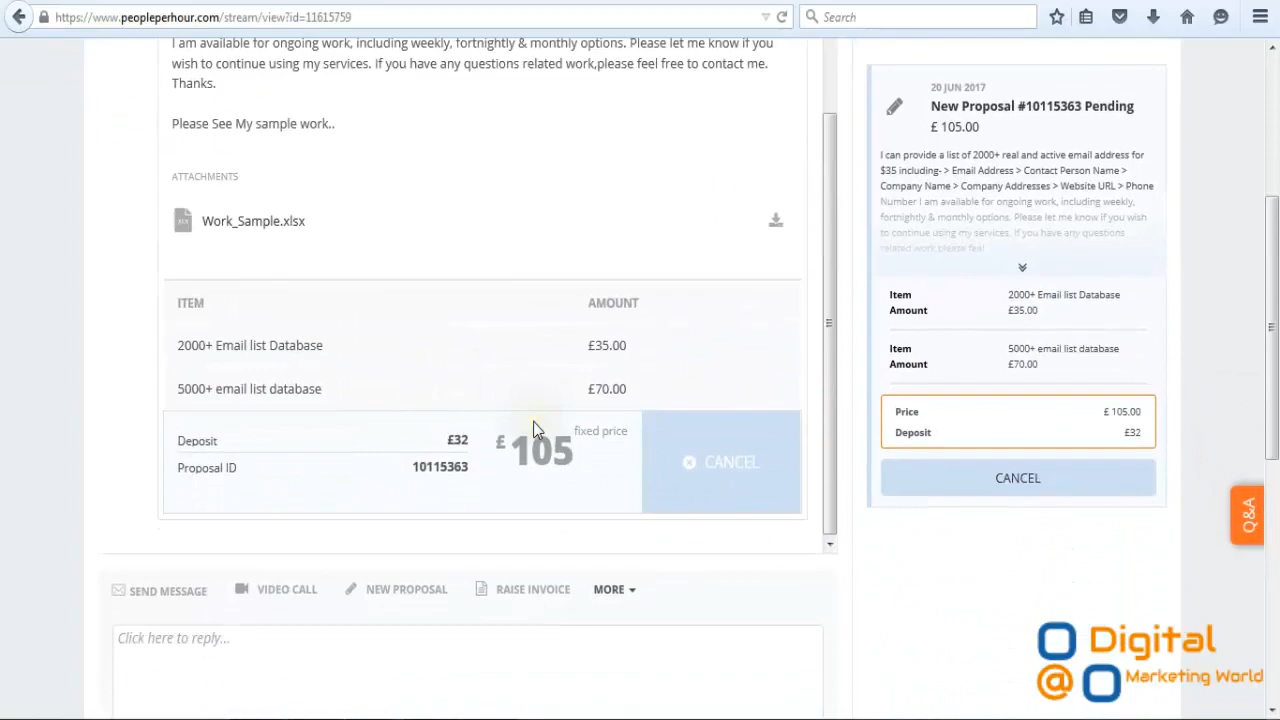 https://www.peopleperhour.com/stream/view?id=11615759
Search
I am available for ongoing work, including weekly, fortnightly & monthly options. Please let me know if you
wish to continue using my services. If you have any questions related work,please feel free to contact me.
Thanks.
Please See My sample work..
ATTACHMENTS
Work_Sample.xlsx
ITEM AMOUNT
2000+ Email list Database £35.00
5000+ email list database £70.00
Deposit £32
Proposal ID 10115363
£ 105 fixed price
CANCEL
SEND MESSAGE VIDEO CALL NEW PROPOSAL RAISE INVOICE MORE
Click here to reply...
20 JUN 2017
New Proposal #10115363 Pending
£ 105.00
I can provide a list of 2000+ real and active email address for
$35 including- > Email Address > Contact Person Name >
Company Name > Company Addresses > Website URL > Phone
Number I am available for ongoing work, including weekly,
fortnightly & monthly options. Please let me know if you wish
to continue using my services. If you have any questions
related work,please feel
Item 2000+ Email list Database
Amount £35.00
Item 5000+ email list database
Amount £70.00
Price £ 105.00
Deposit £32
CANCEL
Q&A
Digital
@ Marketing World